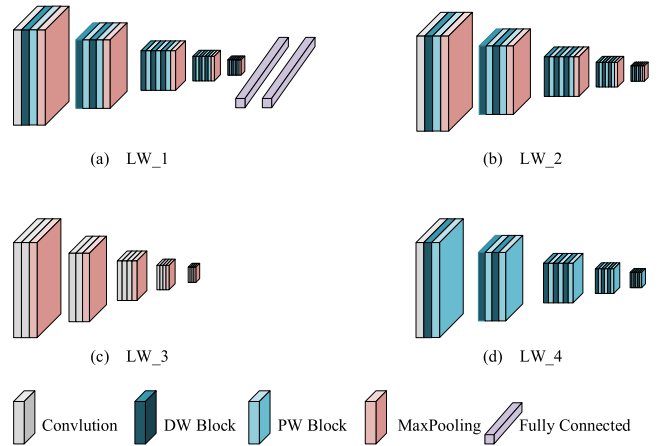 (a) LW_1
(b) LW_2
(c) LW_3
(d) LW_4
Convlution
DW Block
PW Block
MaxPooling
Fully Connected